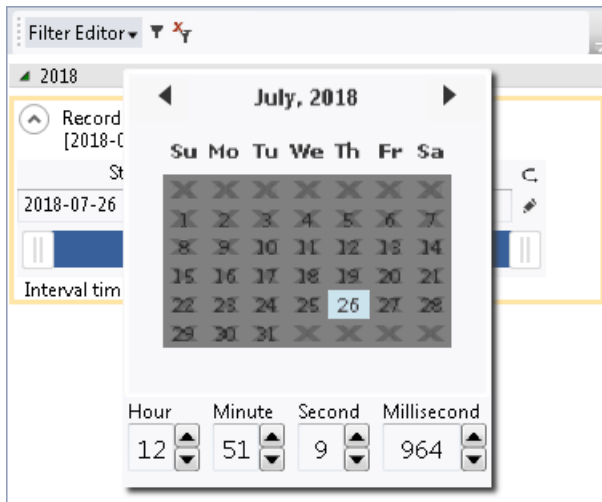 Filter Editor
2018
July, 2018
Record
[2018-0
St
Su Mo Tu We Th Fr Sa
2018-07-26
1 2 3 4 5 6 7
8 9 10 11 12 13 14
15 16 17 18 19 20 21
22 23 24 25 26 27 28
29 30 31
Interval tim
Hour Minute Second Millisecond
12 51 9 964